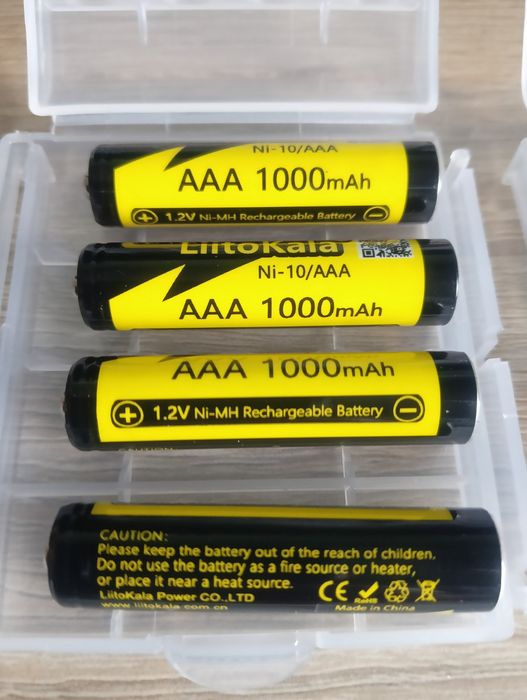 Ni-10/AAA
AAA 1000mAh
1.2V Ni-MH Rechargeable Battery
LiitoKala
Ni-10/AAA
AAA 1000mAh
AAA 1000mAh
1.2V Ni-MH Rechargeable Battery
CAUTION:
CAUTION:
Please keep the battery out of the reach of children.
Do not use the battery as a fire source or heater,
or place it near a heat source.
LiitoKala Power CO.,LTD
CE RoHS
www.liitokala.com.cn
Made in China